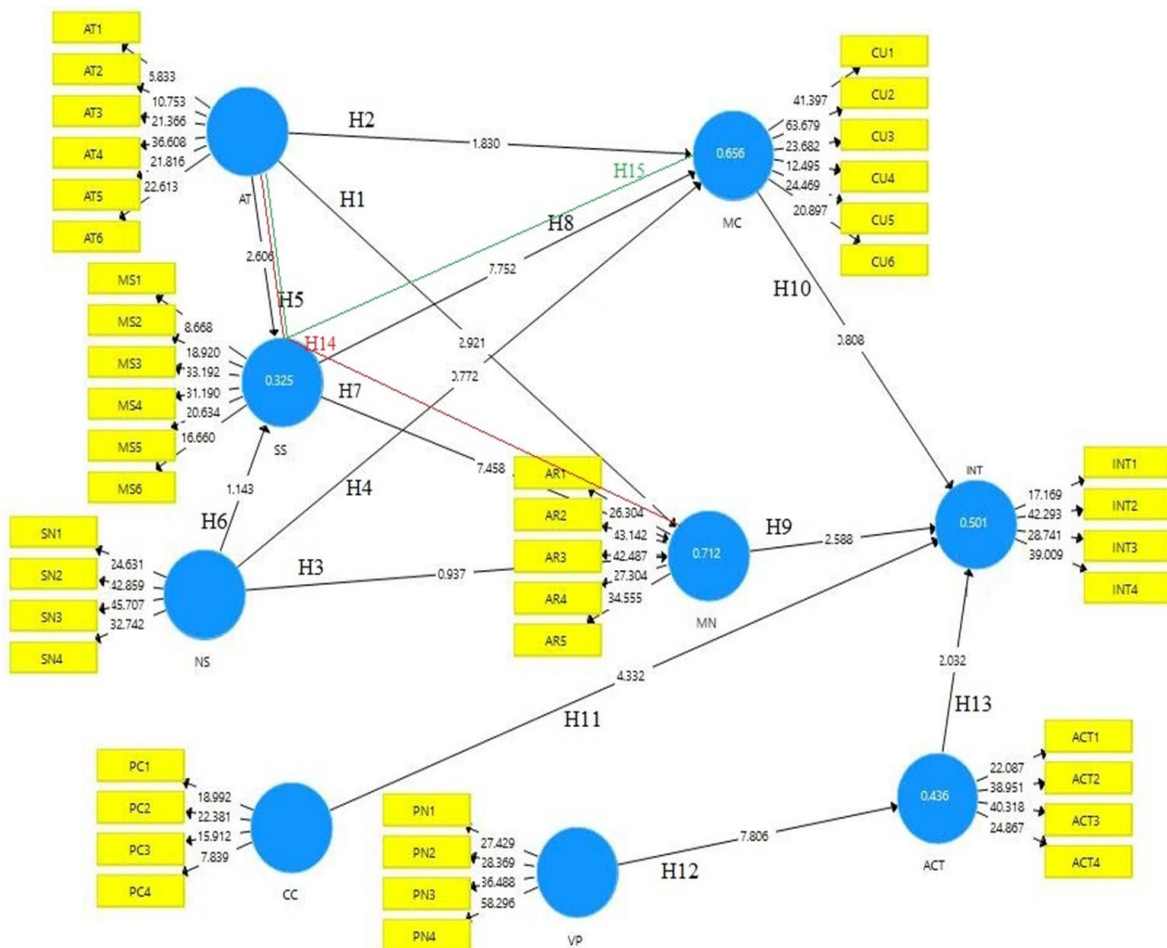 AT1
AT2
AT3
AT4
AT5
AT6
5.833
10.753
21.366
36.608
21.816
22.613
AT
H2
1.830
H1
2.921
2.606
H5
H14
H15
H8
7.752
0.656
MC
CU1
CU2
CU3
CU4
CU5
CU6
41.397
63.679
23.682
12.495
24.469
20.897
MS1
MS2
MS3
MS4
MS5
MS6
8.668
18.920
33.192
31.190
20.634
16.660
0.325
SS
H7
7.458
H10
0.808
1.143
H6
H4
0.772
SN1
SN2
SN3
SN4
24.631
42.859
45.707
32.742
NS
H3
0.937
AR1
AR2
AR3
AR4
AR5
26.304
43.142
42.487
27.304
34.555
0.712
MN
H9
2.588
INT
0.501
INT1
INT2
INT3
INT4
17.169
42.293
28.741
39.009
4.332
H11
2.032
H13
PC1
PC2
PC3
PC4
18.992
22.381
15.912
7.839
CC
PN1
PN2
PN3
PN4
27.429
28.369
36.488
58.296
VP
7.806
H12
0.436
ACT
ACT1
ACT2
ACT3
ACT4
22.087
38.951
40.318
24.867